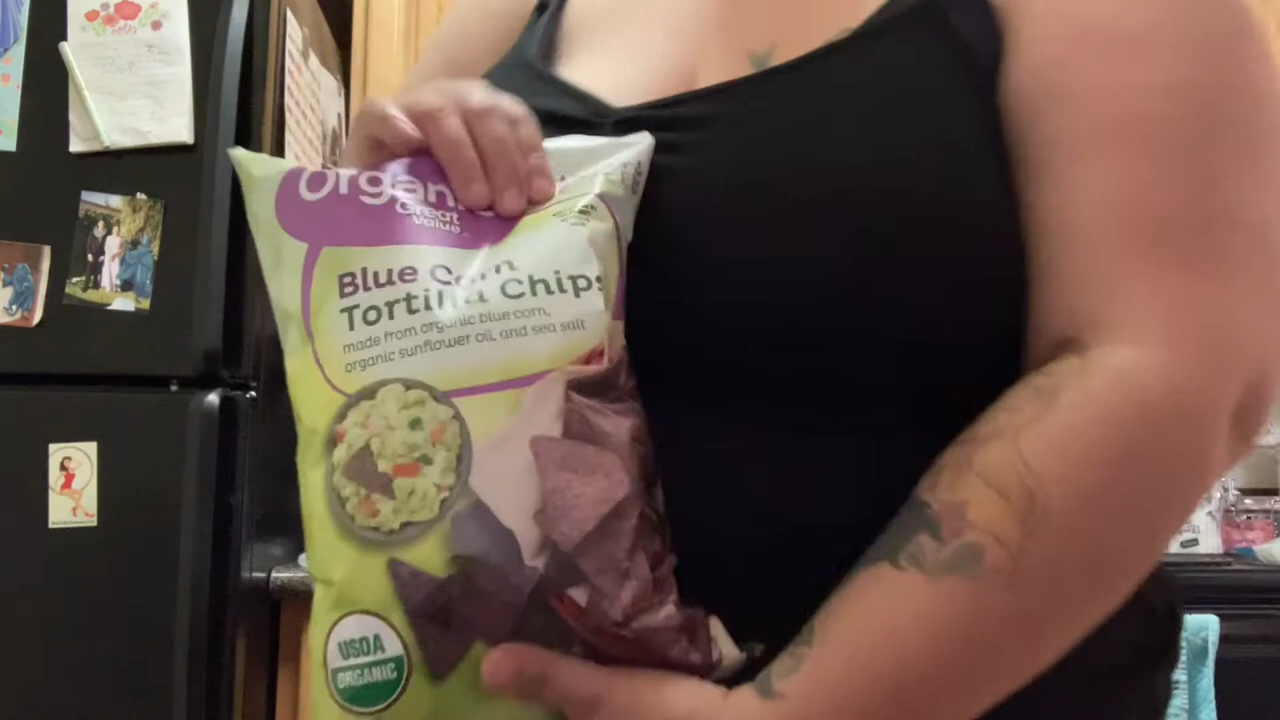 Organic
Great
Value
Blue Corn
Tortilla Chips
made from organic blue corn,
organic sunflower oil, and sea salt
USDA
ORGANIC